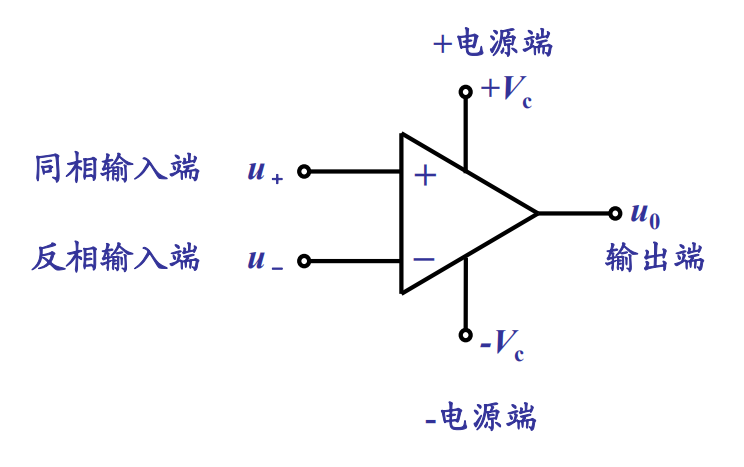 +电源端
+Vc
同相输入端 u+
+
u0
反相输入端 u-
-
输出端
-Vc
-电源端